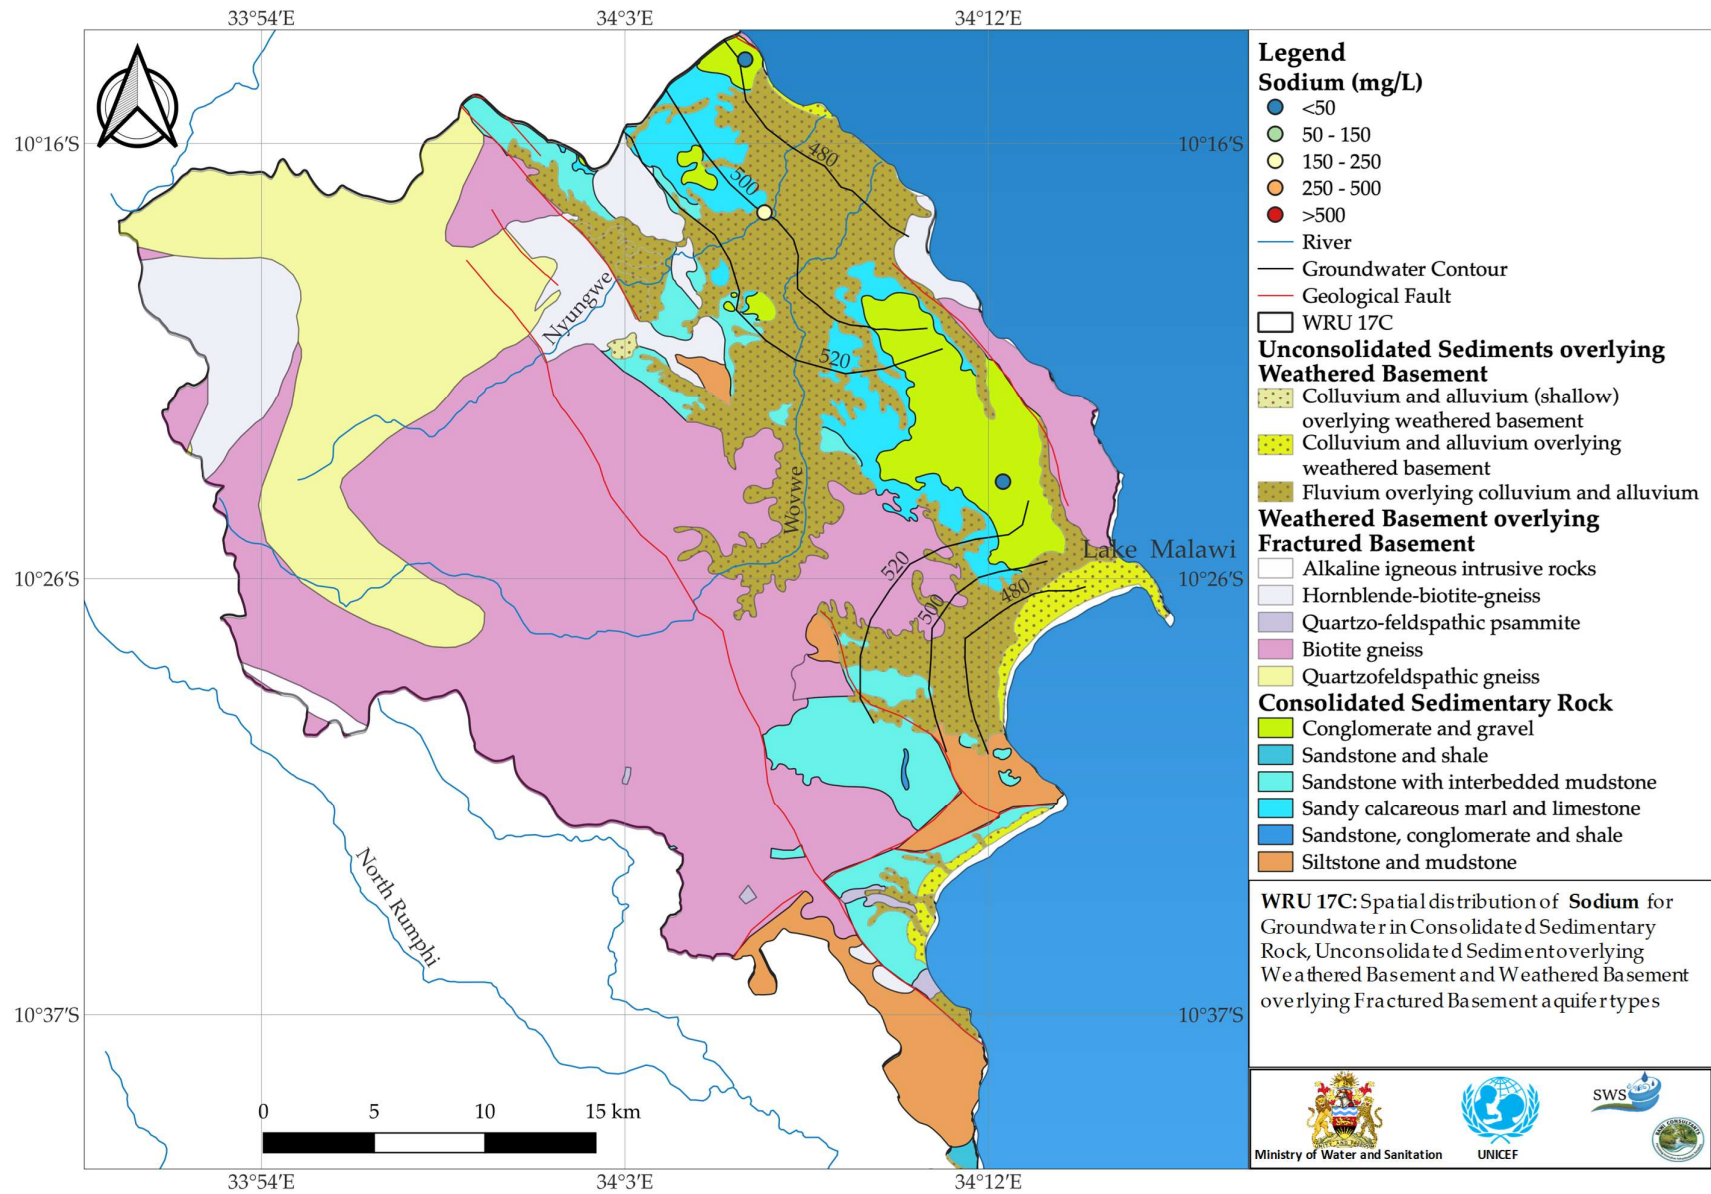 33°54′E 34°3′E 34°12′E
10°16′S
10°16′S
480
500
Nyungwe
520
Wovwe
Lake Malawi
520
10°26′S
10°26′S
480
500
North Rumphi
10°37′S
10°37′S
0 5 10 15 km
33°54′E 34°3′E 34°12′E
Legend
Sodium (mg/L)
<50
50 - 150
150 - 250
250 - 500
>500
River
Groundwater Contour
Geological Fault
WRU 17C
Unconsolidated Sediments overlying
Weathered Basement
Colluvium and alluvium (shallow)
overlying weathered basement
Colluvium and alluvium overlying
weathered basement
Fluvium overlying colluvium and alluvium
Weathered Basement overlying
Fractured Basement
Alkaline igneous intrusive rocks
Hornblende-biotite-gneiss
Quartzo-feldspathic psammite
Biotite gneiss
Quartzofeldspathic gneiss
Consolidated Sedimentary Rock
Conglomerate and gravel
Sandstone and shale
Sandstone with interbedded mudstone
Sandy calcareous marl and limestone
Sandstone, conglomerate and shale
Siltstone and mudstone
WRU 17C: Spatial distribution of Sodium for
Groundwater in Consolidated Sedimentary
Rock, Unconsolidated Sediment overlying
Weathered Basement and Weathered Basement
overlying Fractured Basement aquifer types
Ministry of Water and Sanitation
UNICEF
SWS